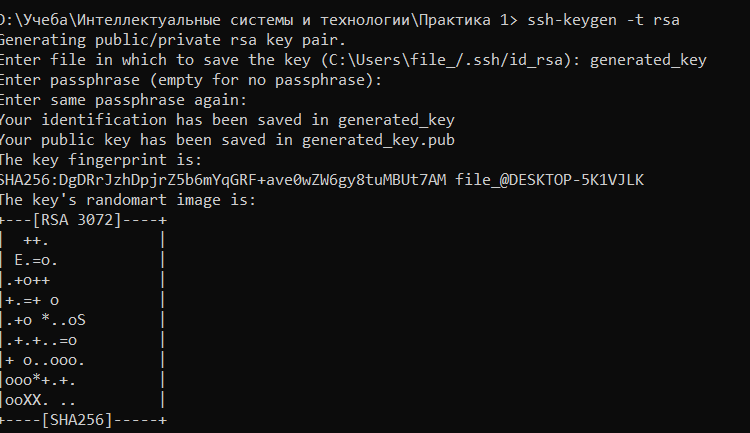 D:\Учеба\Интеллектуальные системы и технологии\Практика 1> ssh-keygen -t rsa
Generating public/private rsa key pair.
Enter file in which to save the key (C:\Users\file_/.ssh/id_rsa): generated_key
Enter passphrase (empty for no passphrase):
Enter same passphrase again:
Your identification has been saved in generated_key
Your public key has been saved in generated_key.pub
The key fingerprint is:
SHA256:DgDRrJzhDpjrZ5b6mYqGRF+ave0wZW6gy8tuMBUt7AM file_@DESKTOP-5K1VJLK
The key's randomart image is:
+---[RSA 3072]----+
|  ++.            |
| E.=o.           |
|.+o++            |
|+.=+ o           |
|.+o *..oS        |
|.+.+..=o         |
|+ o..ooo.        |
|ooo*+.+.         |
|ooXX. ..         |
+----[SHA256]-----+